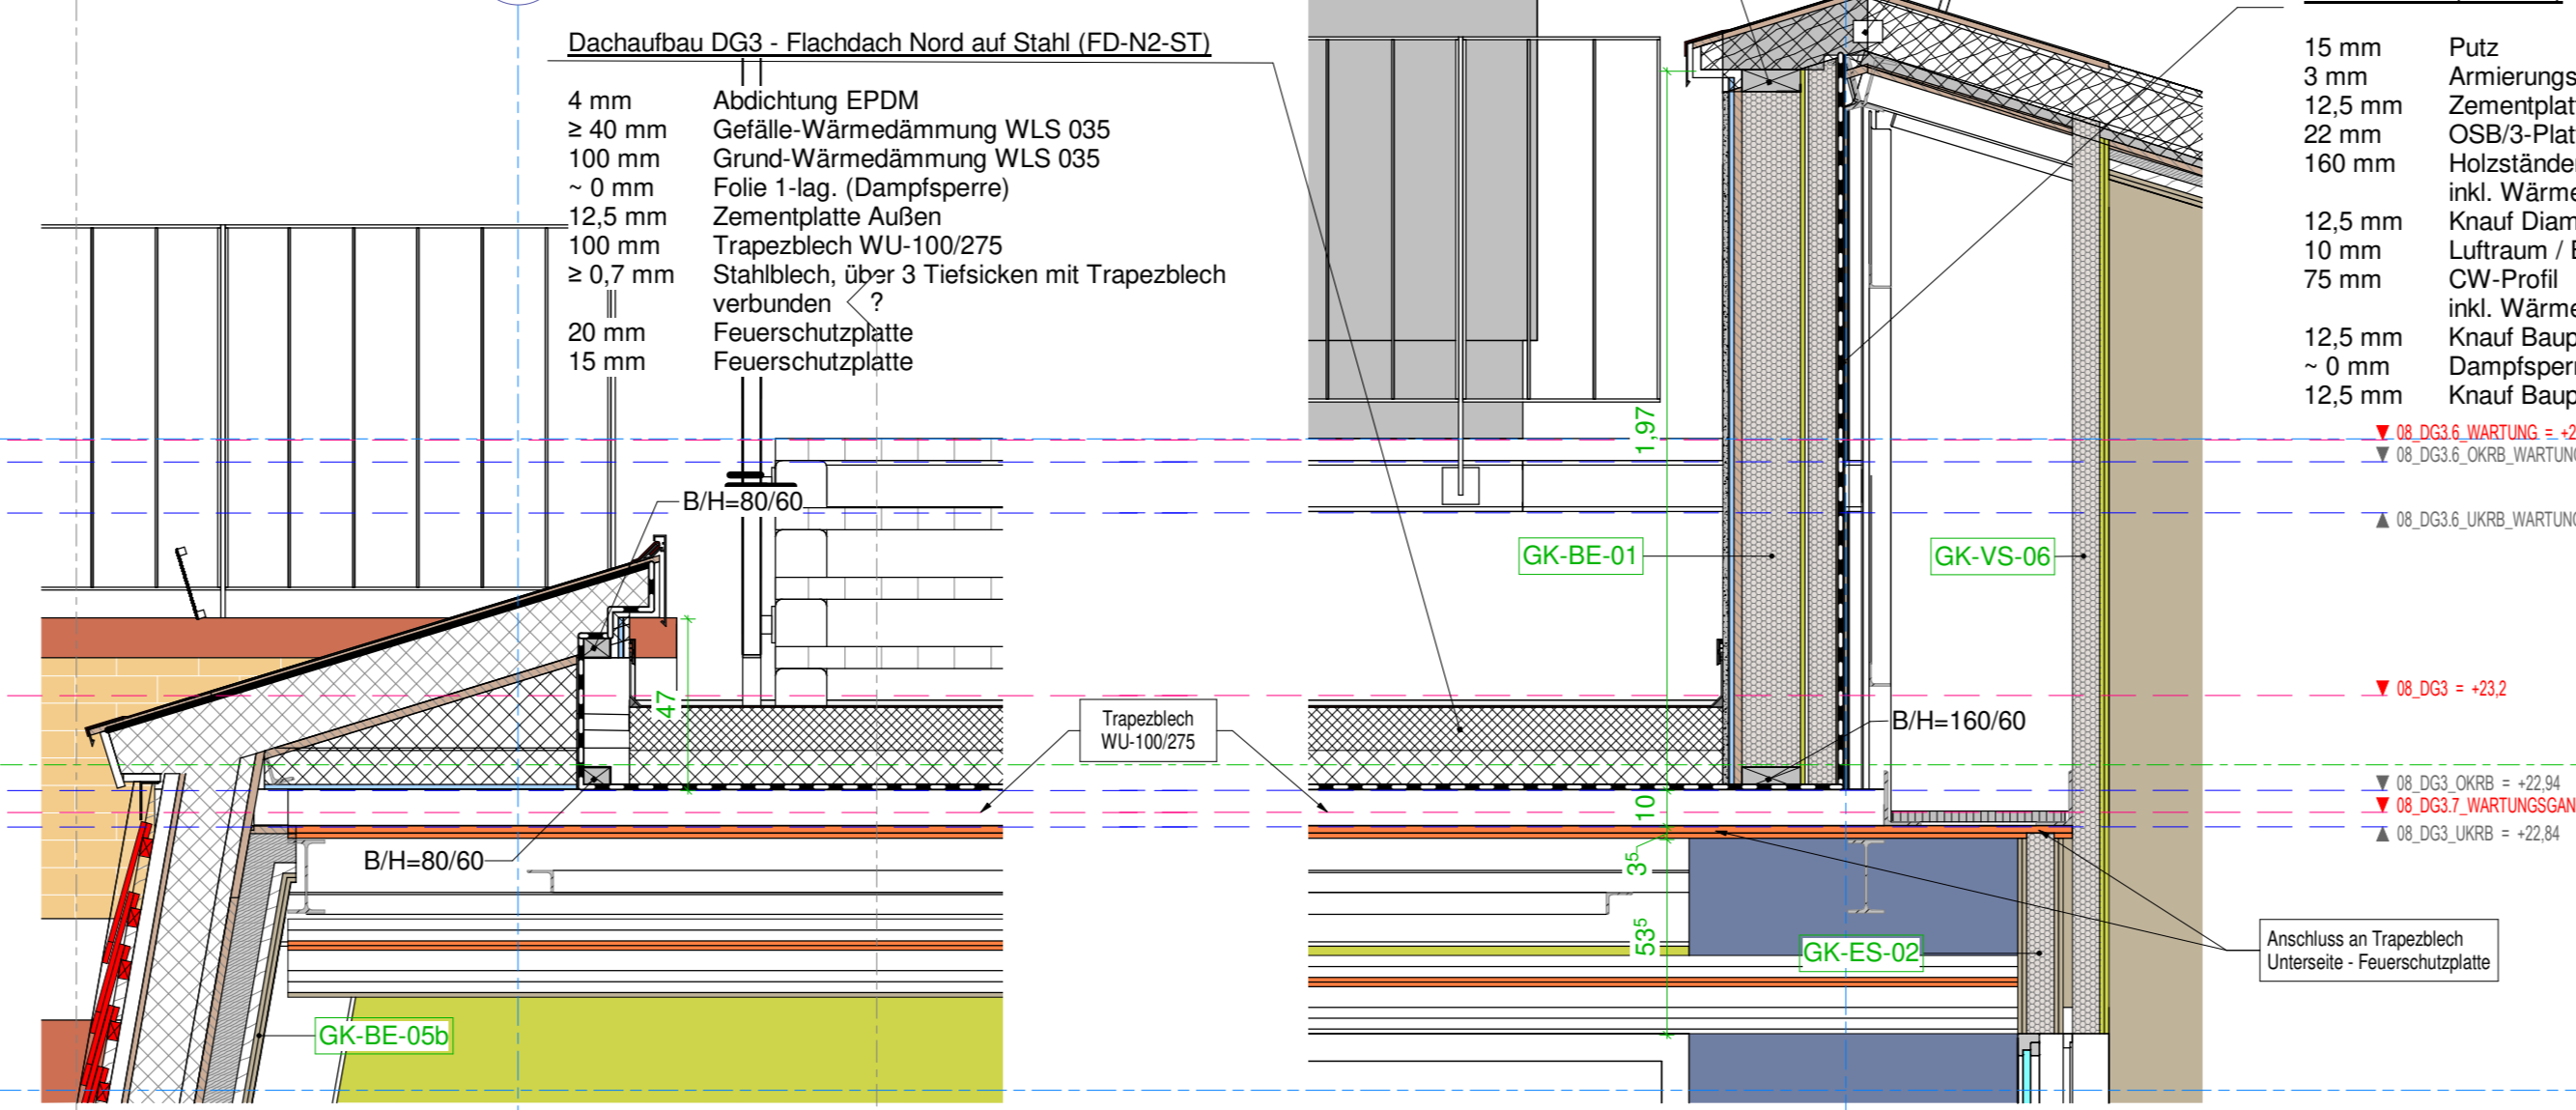 Dachaufbau DG3 - Flachdach Nord auf Stahl (FD-N2-ST)
4 mm Abdichtung EPDM
≥ 40 mm Gefälle-Wärmedämmung WLS 035
100 mm Grund-Wärmedämmung WLS 035
~ 0 mm Folie 1-lag. (Dampfsperre)
12,5 mm Zementplatte Außen
100 mm Trapezblech WU-100/275
≥ 0,7 mm Stahlblech, über 3 Tiefsicken mit Trapezblech
verbunden ?
20 mm Feuerschutzplatte
15 mm Feuerschutzplatte
15 mm Putz
3 mm Armierungs
12,5 mm Zementplat
22 mm OSB/3-Plat
160 mm Holzstände
inkl. Wärme
12,5 mm Knauf Diam
10 mm Luftraum /
75 mm CW-Profil
inkl. Wärme
12,5 mm Knauf Baup
~ 0 mm Dampfsper
12,5 mm Knauf Baup
1,97
08_DG3.6_WARTUNG = +2
08_DG3.6_OKRB_WARTUN
08_DG3.6_UKRB_WARTUN
B/H=80/60
GK-BE-01
GK-VS-06
47
08_DG3 = +23,2
Trapezblech
WU-100/275
B/H=160/60
08_DG3_OKRB = +22,94
10
08_DG3.7_WARTUNGSGAN
08_DG3_UKRB = +22,84
B/H=80/60
3⁵
53⁵
GK-ES-02
Anschluss an Trapezblech
Unterseite - Feuerschutzplatte
GK-BE-05b